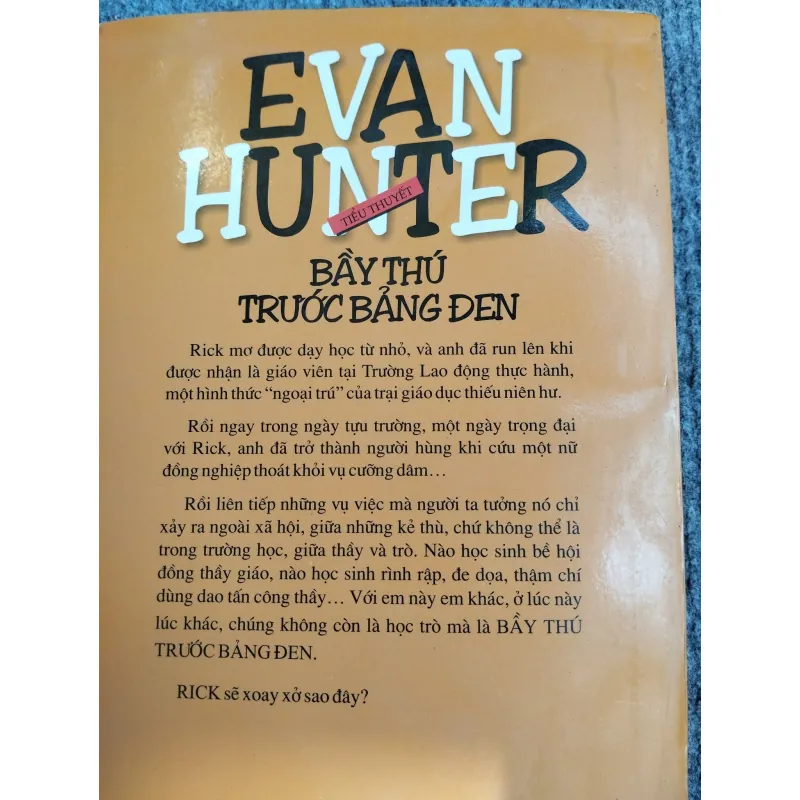 EVAN
HUNTER
TIỂU THUYẾT
BẦY THÚ
TRƯỚC BẢNG ĐEN
Rick mơ được dạy học từ nhỏ, và anh đã run lên khi
được nhận là giáo viên tại Trường Lao động thực hành,
một hình thức “ngoại trú” của trại giáo dục thiếu niên hư.
Rồi ngay trong ngày tựu trường, một ngày trọng đại
với Rick, anh đã trở thành người hùng khi cứu một nữ
đồng nghiệp thoát khỏi vụ cưỡng dâm…
Rồi liên tiếp những vụ việc mà người ta tưởng nó chỉ
xảy ra ngoài xã hội, giữa những kẻ thù, chứ không thể là
trong trường học, giữa thầy và trò. Nào học sinh bề hội
đồng thầy giáo, nào học sinh rình rập, đe dọa, thậm chí
dùng dao tấn công thầy… Với em này em khác, ở lúc này
lúc khác, chúng không còn là học trò mà là BẦY THÚ
TRƯỚC BẢNG ĐEN.
RICK sẽ xoay xở sao đây?